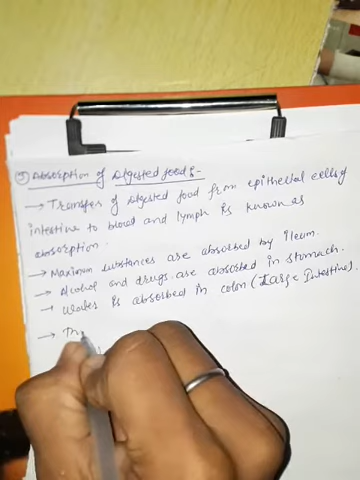 ⑤ Absorption of Digested food :-
→ Transfer of Digested food from epithelial cells of
intestine to blood and lymph is known as
absorption.
→ Maximum substances are absorbed by ileum.
→ Alcohol and drugs are absorbed in stomach.
→ Water is absorbed in colon (Large Intestine).
→